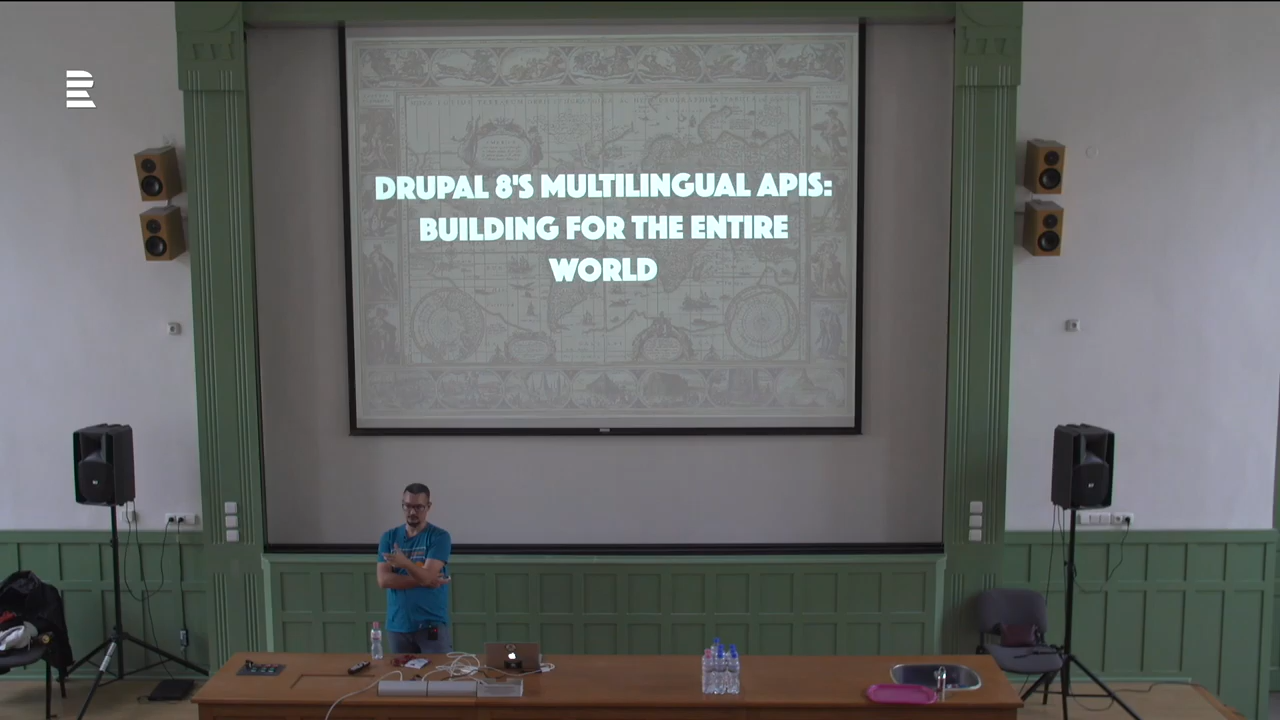 DRUPAL 8'S MULTILINGUAL APIS:
BUILDING FOR THE ENTIRE
WORLD